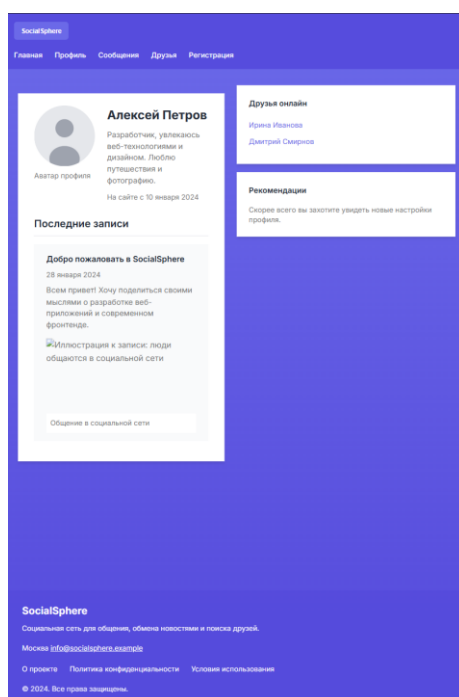 SocialSphere
Главная Профиль Сообщения Друзья Регистрация
Алексей Петров
Разработчик, увлекаюсь
веб-технологиями и
дизайном. Люблю
путешествия и
фотографию.
Аватар профиля
На сайте с 10 января 2024
Последние записи
Добро пожаловать в SocialSphere
28 января 2024
Всем привет! Хочу поделиться своими
мыслями о разработке веб-
приложений и современном
фронтенде.
Иллюстрация к записи: люди
общаются в социальной сети
Общение в социальной сети
Друзья онлайн
Ирина Иванова
Дмитрий Смирнов
Рекомендации
Скорее всего вы захотите увидеть новые настройки
профиля.
SocialSphere
Социальная сеть для общения, обмена новостями и поиска друзей.
Москва info@socialsphere.example
О проекте Политика конфиденциальности Условия использования
© 2024. Все права защищены.